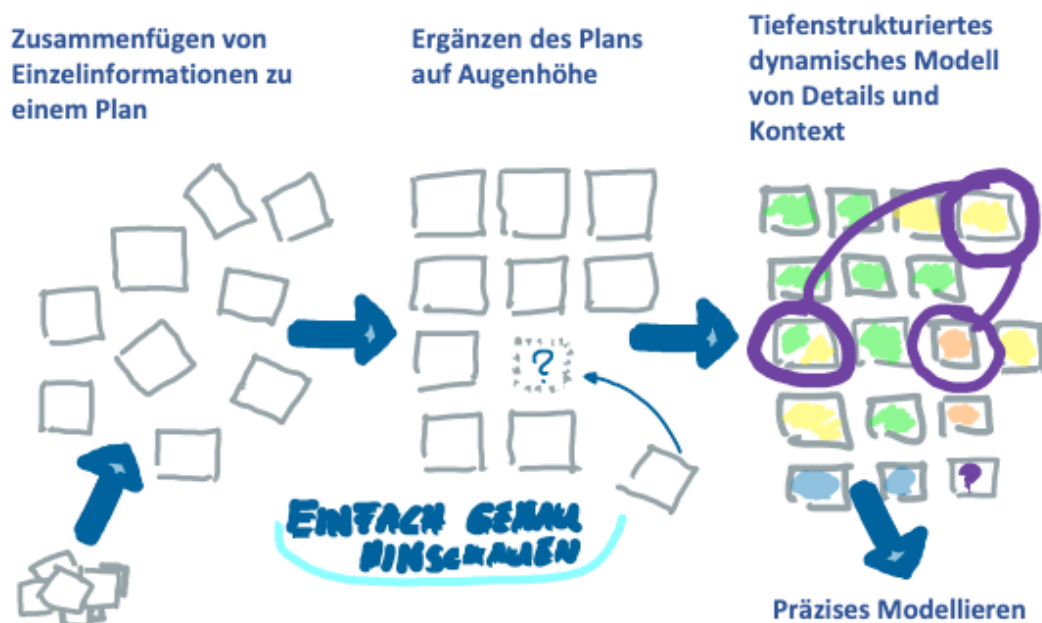 Zusammenfügen von
Einzelinformationen zu
einem Plan
Ergänzen des Plans
auf Augenhöhe
Tiefenstrukturiertes
dynamisches Modell
von Details und
Kontext
?
EINFACH GENAU
HINSCHAUEN
?
Präzises Modellieren